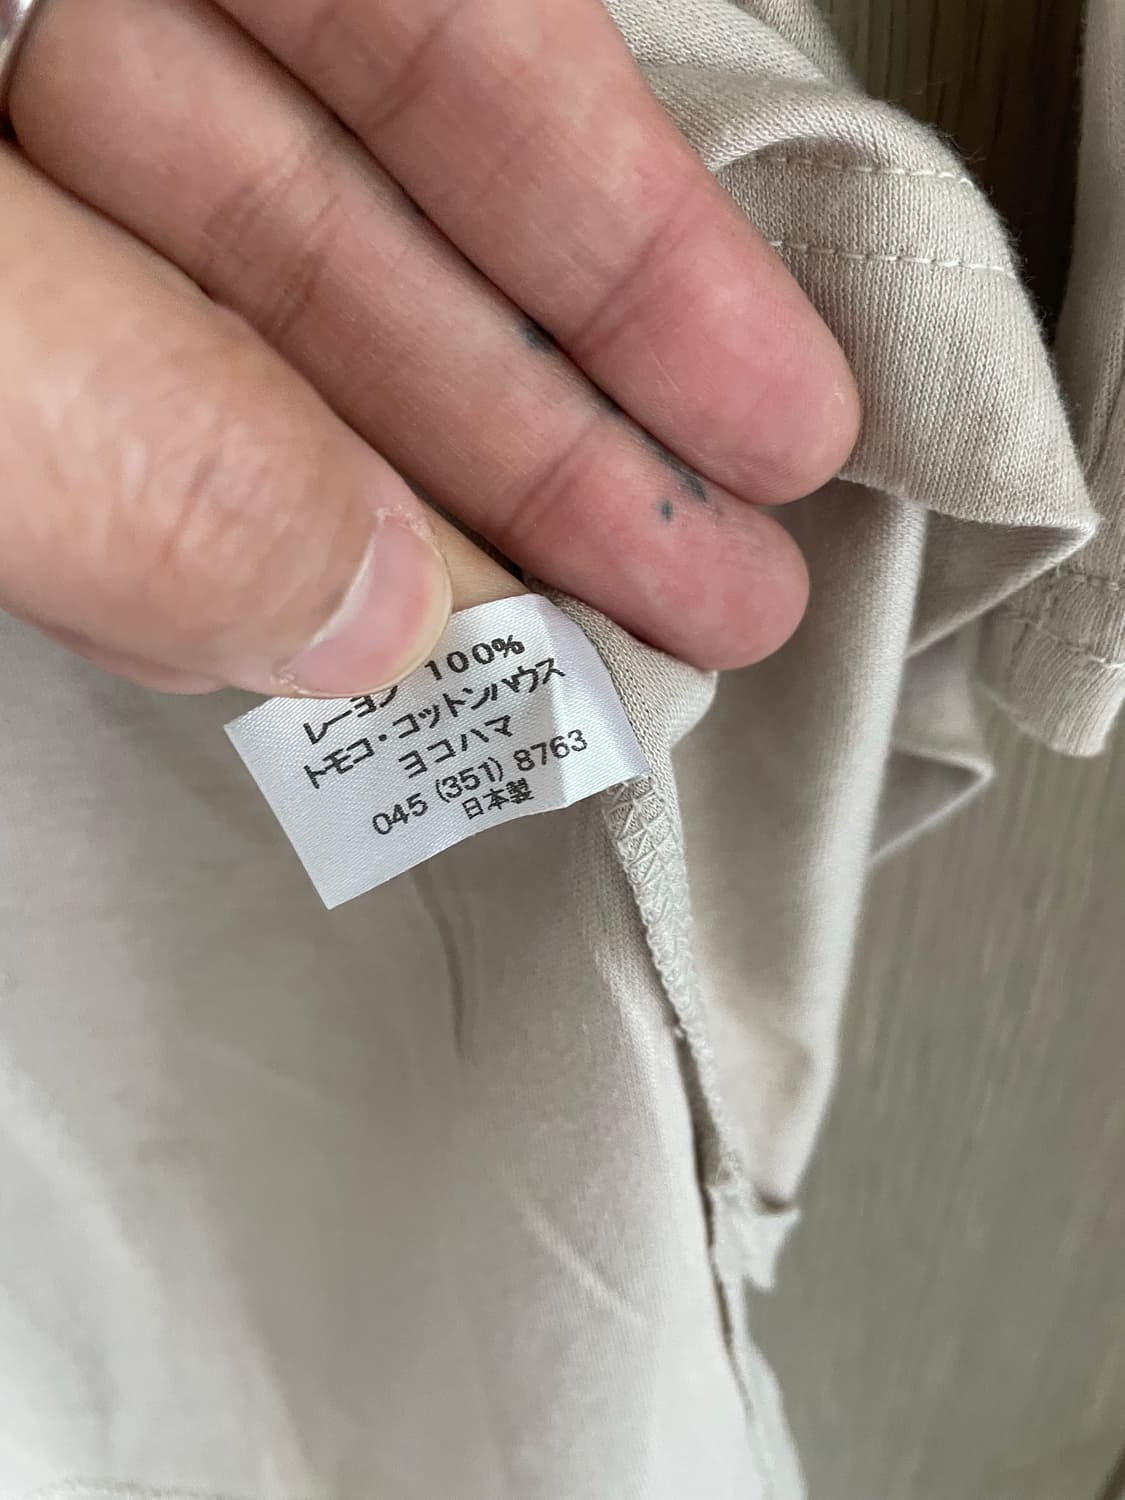 レーヨン 100%
トモコ・コットンハウス
ヨコハマ
045 (351) 8763
日本製